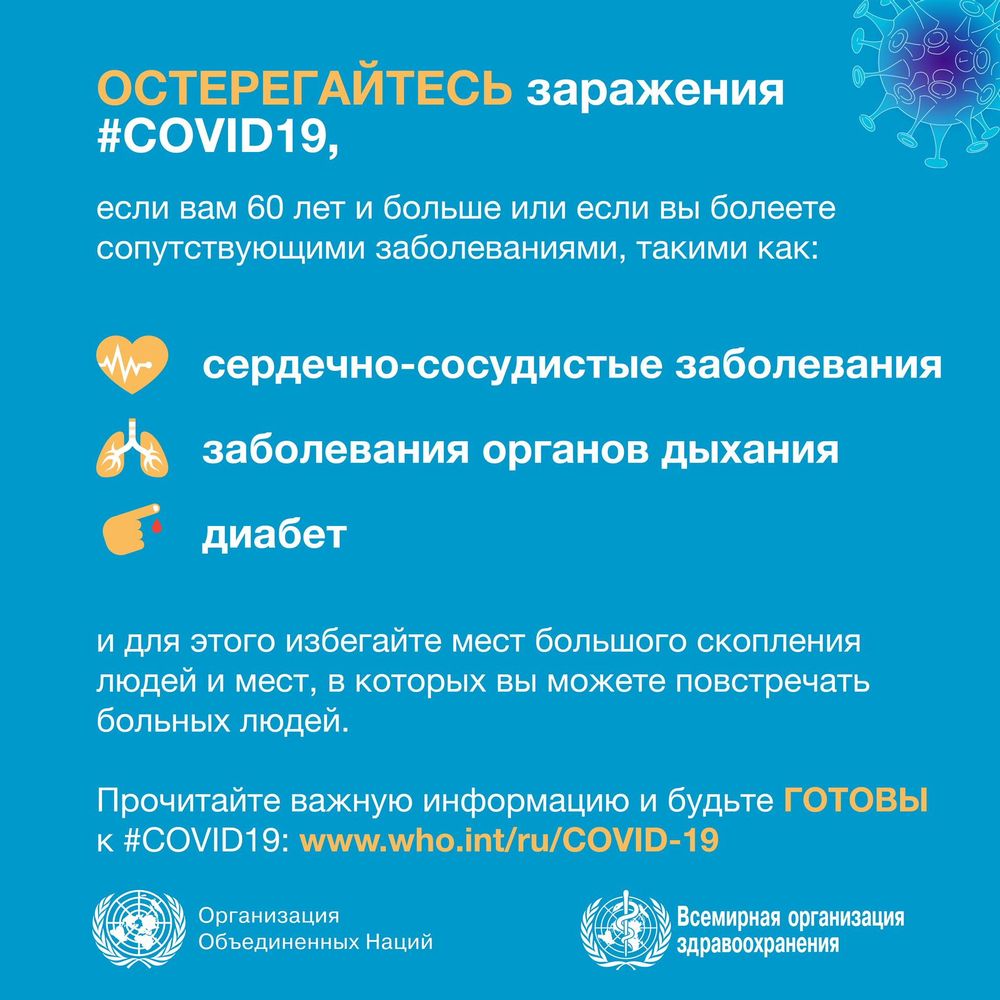 ОСТЕРЕГАЙТЕСЬ заражения
#COVID19,
если вам 60 лет и больше или если вы болеете
сопутствующими заболеваниями, такими как:
сердечно-сосудистые заболевания
заболевания органов дыхания
диабет
и для этого избегайте мест большого скопления
людей и мест, в которых вы можете повстречать
больных людей.
Прочитайте важную информацию и будьте ГОТОВЫ
к #COVID19: www.who.int/ru/COVID-19
Организация
Объединенных Наций
Всемирная организация
здравоохранения